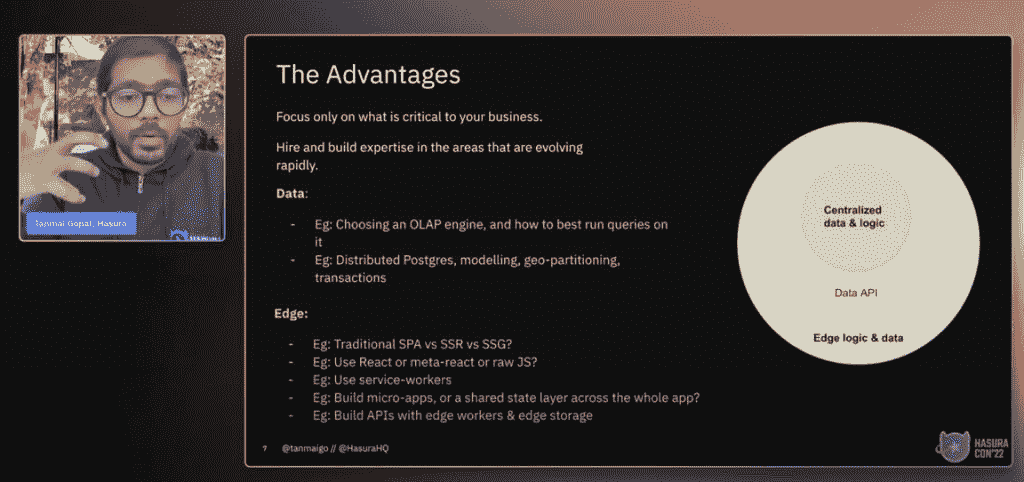 The Advantages
Focus only on what is critical to your business.
Hire and build expertise in the areas that are evolving
rapidly.
Data:
- Eg: Choosing an OLAP engine, and how to best run queries on
it
- Eg: Distributed Postgres, modelling, geo-partitioning,
transactions
Edge:
- Eg: Traditional SPA vs SSR vs SSG?
- Eg: Use React or meta-react or raw JS?
- Eg: Use service-workers
- Eg: Build micro-apps, or a shared state layer across the whole app?
- Eg: Build APIs with edge workers & edge storage
7 @tanmaigo // @HasuraHQ
Centralized
data & logic
Data API
Edge logic & data
Tanmai Gopal, Hasura
HASURA
CON'22